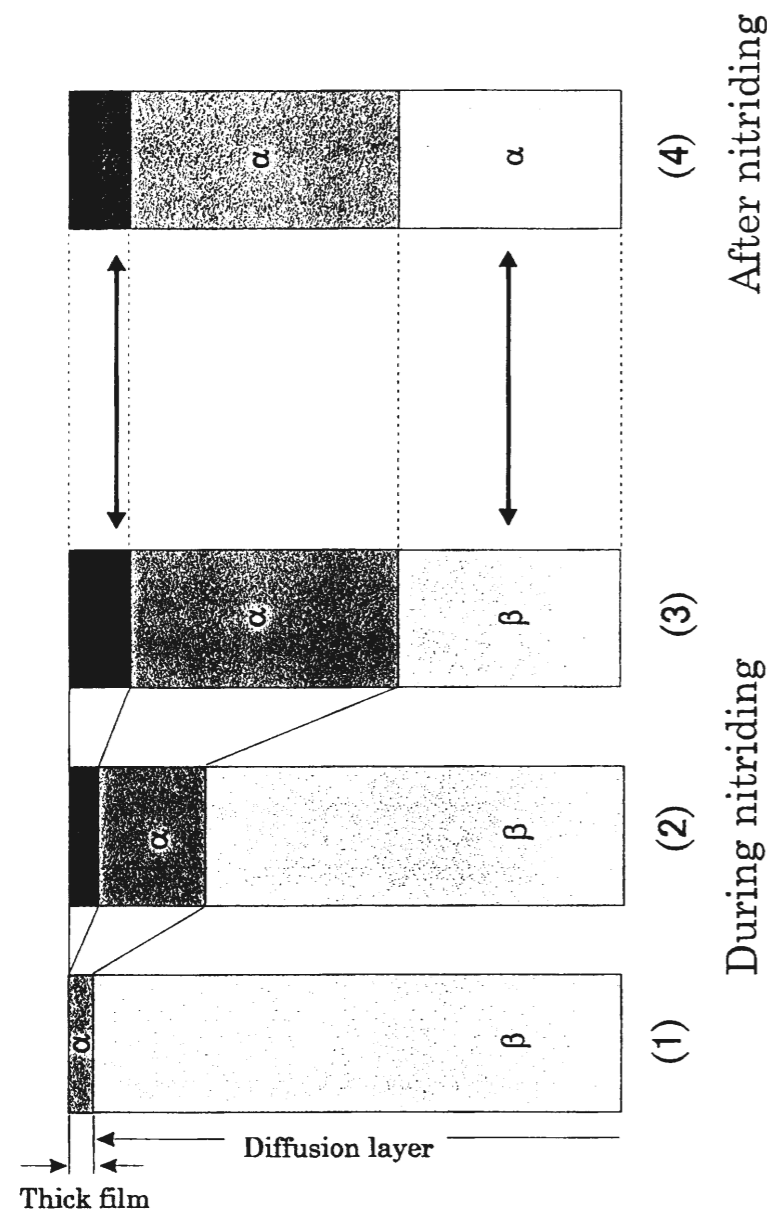 Thick film
Diffusion layer
α
β
(1)
α
β
(2)
α
β
(3)
During nitriding
α
α
(4)
After nitriding